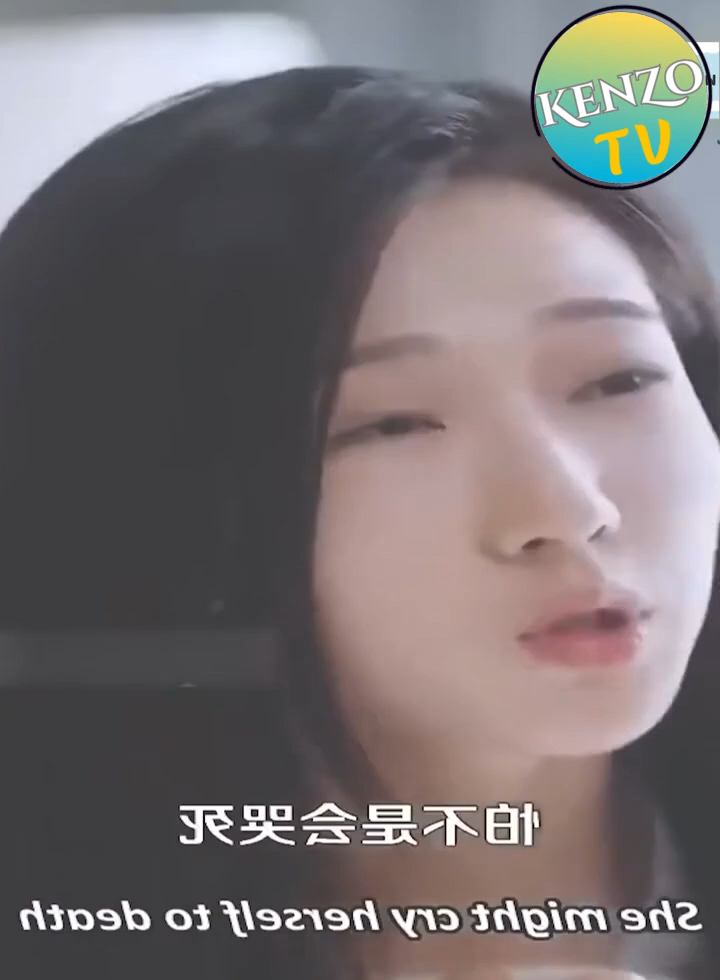 KENZO
TV
怕不是会哭死
She might cry herself to death